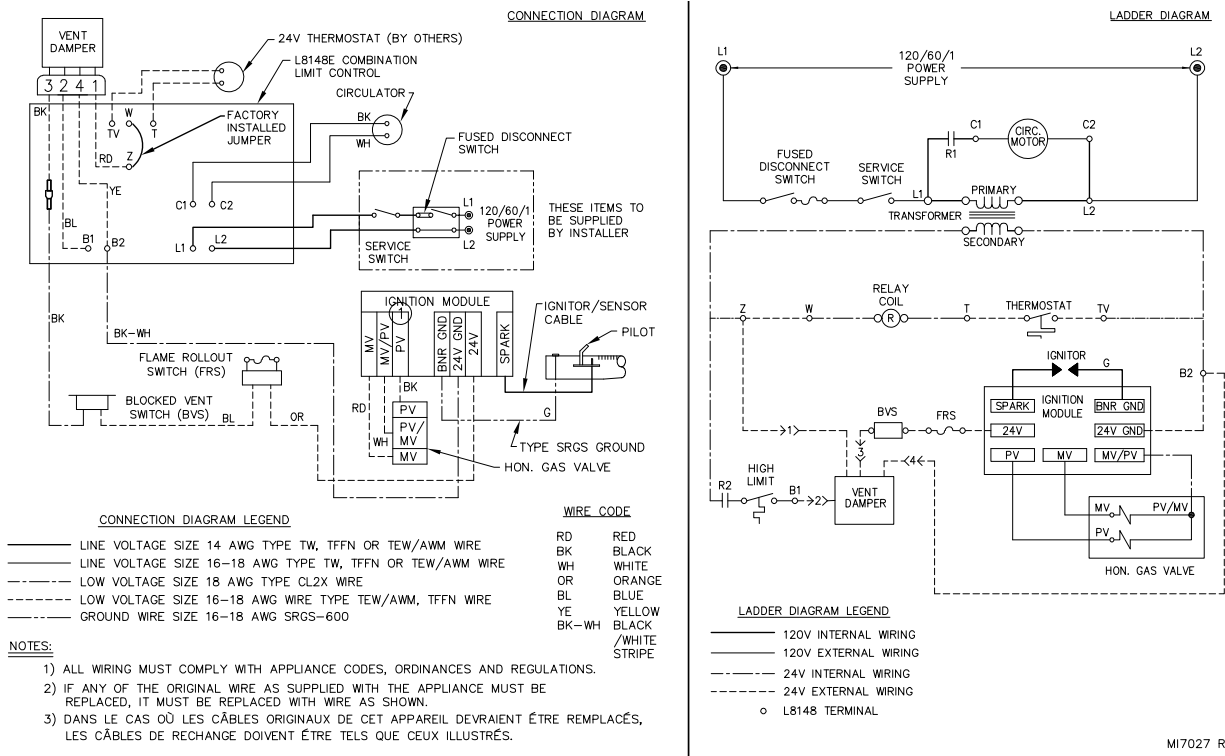 CONNECTION DIAGRAM
VENT
DAMPER
3 2 4 1
24V THERMOSTAT (BY OTHERS)
L8148E COMBINATION
LIMIT CONTROL
CIRCULATOR
BK
TV
W
T
FACTORY
INSTALLED
JUMPER
BK
WH
FUSED DISCONNECT
SWITCH
RD
Z
YE
BL
B1
B2
C1
C2
L1
L2
L1
L2
120/60/1
POWER
SUPPLY
SERVICE
SWITCH
THESE ITEMS TO
BE SUPPLIED
BY INSTALLER
BK
BK-WH
IGNITION MODULE
1
MV
MV/PV
PV
BNR GND
24V GND
24V
SPARK
IGNITOR/SENSOR
CABLE
PILOT
FLAME ROLLOUT
SWITCH (FRS)
BLOCKED VENT
SWITCH (BVS)
BL
OR
RD
WH
BK
PV
PV/
MV
MV
G
TYPE SRGS GROUND
HON. GAS VALVE
CONNECTION DIAGRAM LEGEND
LINE VOLTAGE SIZE 14 AWG TYPE TW, TFFN OR TEW/AWM WIRE
LINE VOLTAGE SIZE 16-18 AWG TYPE TW, TFFN OR TEW/AWM WIRE
LOW VOLTAGE SIZE 18 AWG TYPE CL2X WIRE
LOW VOLTAGE SIZE 16-18 AWG WIRE TYPE TEW/AWM, TFFN WIRE
GROUND WIRE SIZE 16-18 AWG SRGS-600
WIRE CODE
RD RED
BK BLACK
WH WHITE
OR ORANGE
BL BLUE
YE YELLOW
BK-WH BLACK
/WHITE
STRIPE
NOTES:
1) ALL WIRING MUST COMPLY WITH APPLIANCE CODES, ORDINANCES AND REGULATIONS.
2) IF ANY OF THE ORIGINAL WIRE AS SUPPLIED WITH THE APPLIANCE MUST BE
REPLACED, IT MUST BE REPLACED WITH WIRE AS SHOWN.
3) DANS LE CAS OÙ LES CÂBLES ORIGINAUX DE CET APPAREIL DEVRAIENT ÊTRE REMPLACÉS,
LES CÂBLES DE RECHANGE DOIVENT ÊTRE TELS QUE CEUX ILLUSTRÉS.
LADDER DIAGRAM
L1
120/60/1
POWER
SUPPLY
L2
C1
CIRC.
MOTOR
C2
R1
FUSED
DISCONNECT
SWITCH
SERVICE
SWITCH
L1
PRIMARY
L2
TRANSFORMER
SECONDARY
Z
W
RELAY
COIL
R
T
THERMOSTAT
TV
IGNITOR
G
B2
SPARK
IGNITION
MODULE
BNR GND
24V
24V GND
PV
MV
MV/PV
1
BVS
FRS
3
4
R2
HIGH
LIMIT
B1
2
VENT
DAMPER
MV
PV/MV
PV
HON. GAS VALVE
LADDER DIAGRAM LEGEND
120V INTERNAL WIRING
120V EXTERNAL WIRING
24V INTERNAL WIRING
24V EXTERNAL WIRING
L8148 TERMINAL
MI7027 R